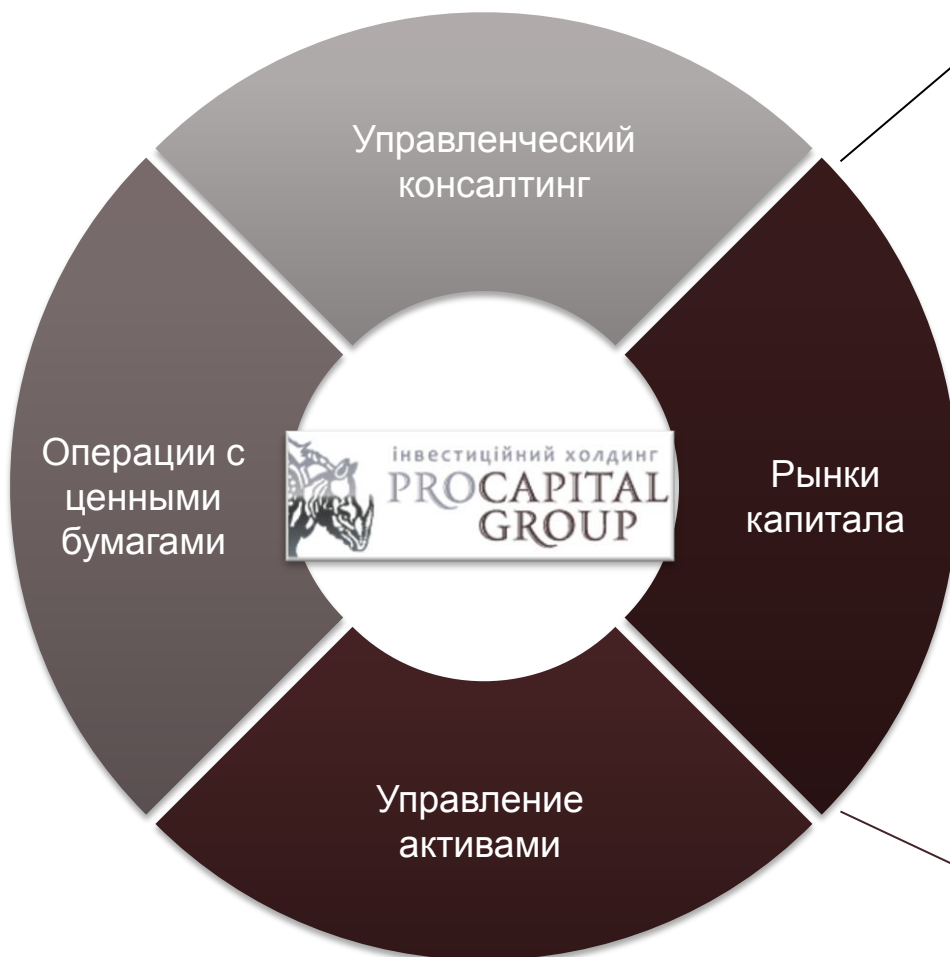 Управленческий
консалтинг
Операции с
ценными
бумагами
інвестиційний холдинг
PROCAPITAL
GROUP
Рынки
капитала
Управление
активами